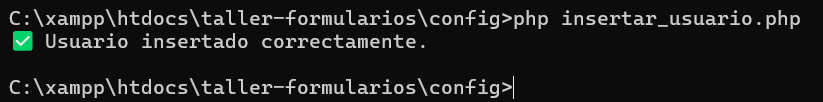 C:\xampp\htdocs\taller-formularios\config>php insertar_usuario.php
✅ Usuario insertado correctamente.
C:\xampp\htdocs\taller-formularios\config>